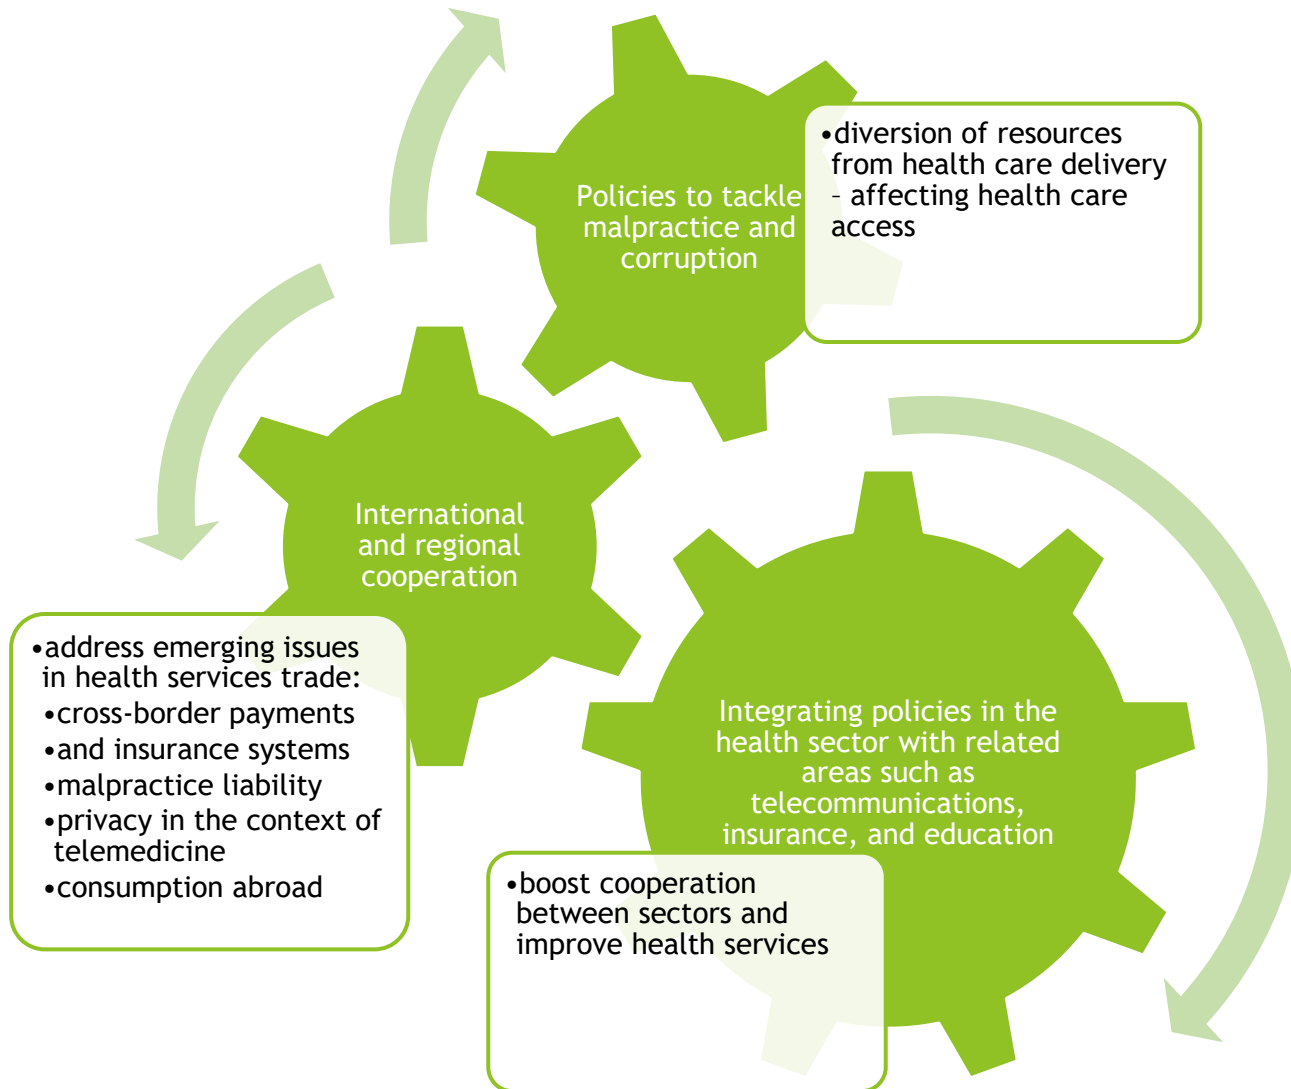 Policies to tackle
malpractice and
corruption
•diversion of resources
from health care delivery
– affecting health care
access
International
and regional
cooperation
•address emerging issues
in health services trade:
•cross-border payments
•and insurance systems
•malpractice liability
•privacy in the context of
telemedicine
•consumption abroad
Integrating policies in the
health sector with related
areas such as
telecommunications,
insurance, and education
•boost cooperation
between sectors and
improve health services